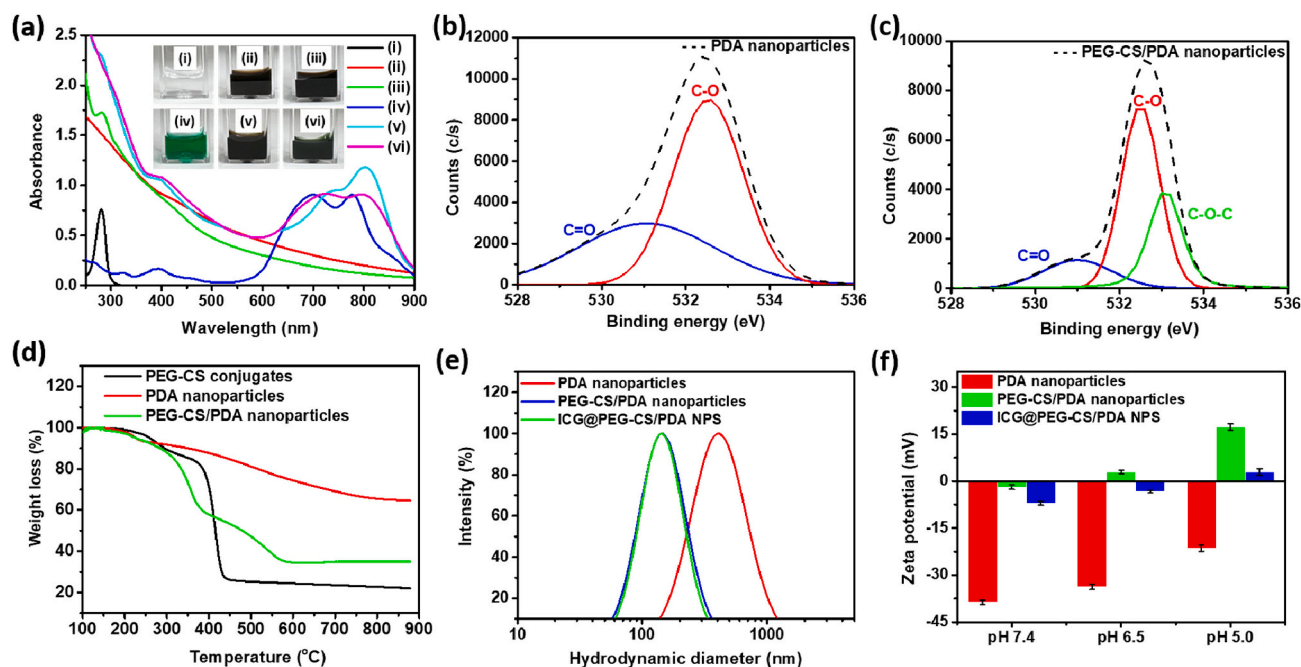 (a)
2.5
2.0
1.5
1.0
0.5
0.0
Absorbance
300 400 500 600 700 800 900
Wavelength (nm)
(i) (ii) (iii)
(iv) (v) (vi)
(i)
(ii)
(iii)
(iv)
(v)
(vi)
(b)
12000
10000
8000
6000
4000
2000
0
Counts (c/s)
PDA nanoparticles
C-O
C=O
528 530 532 534 536
Binding energy (eV)
(c)
10000
8000
6000
4000
2000
0
Counts (c/s)
PEG-CS/PDA nanoparticles
C-O
C-O-C
C=O
528 530 532 534 536
Binding energy (eV)
(d)
120
100
80
60
40
20
Weight loss (%)
PEG-CS conjugates
PDA nanoparticles
PEG-CS/PDA nanoparticles
100 200 300 400 500 600 700 800 900
Temperature (°C)
(e)
Intensity (%)
PDA nanoparticles
PEG-CS/PDA nanoparticles
ICG@PEG-CS/PDA NPS
10 100 1000
Hydrodynamic diameter (nm)
(f)
30
15
0
-15
-30
-45
Zeta potential (mV)
PDA nanoparticles
PEG-CS/PDA nanoparticles
ICG@PEG-CS/PDA NPS
pH 7.4 pH 6.5 pH 5.0